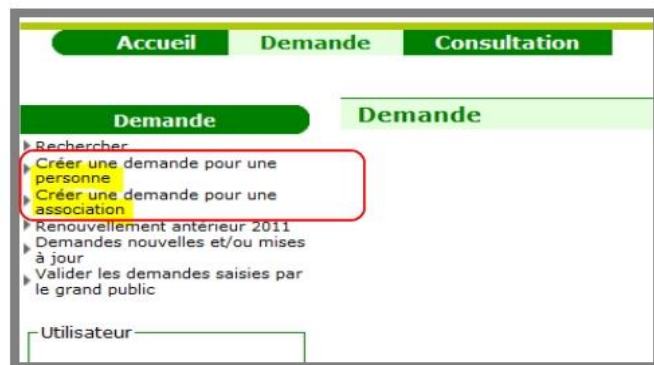 Accueil Demande Consultation
Demande
Demande
Rechercher
Créer une demande pour une
personne
Créer une demande pour une
association
Renouvellement antérieur 2011
Demandes nouvelles et/ou mises
à jour
Valider les demandes saisies par
le grand public
Utilisateur